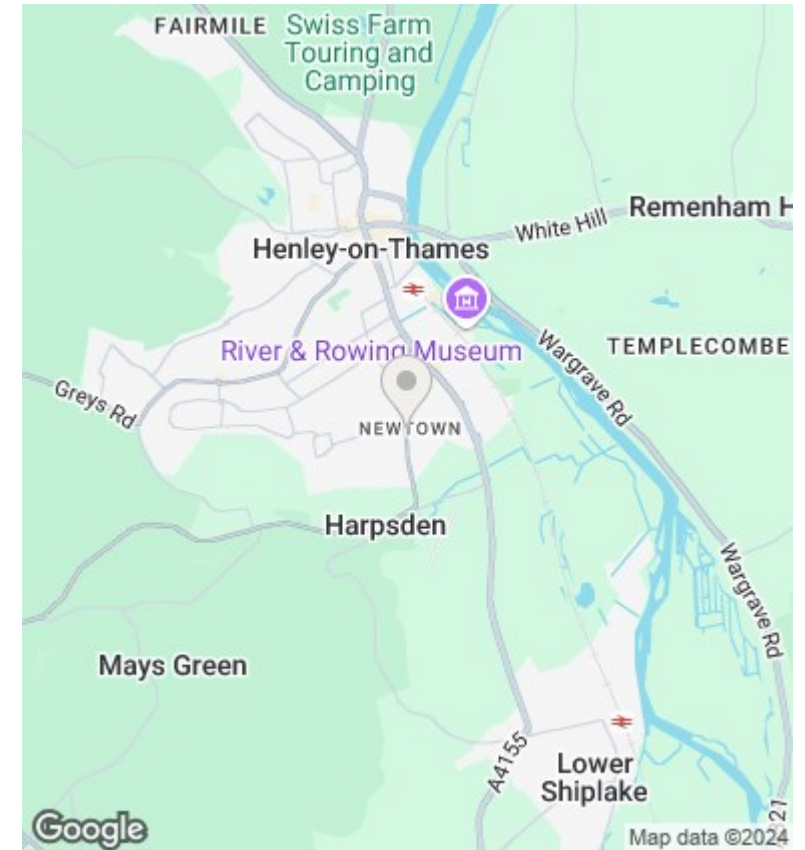 FAIRMILE
Swiss Farm
Touring and
Camping
Remenham H
White Hill
Henley-on-Thames
River & Rowing Museum
Wargrave Rd
TEMPLECOMBE
Greys Rd
NEWTOWN
Harpsden
Wargrave Rd
Mays Green
A4155
Lower
Shiplake
Google
Map data ©2024